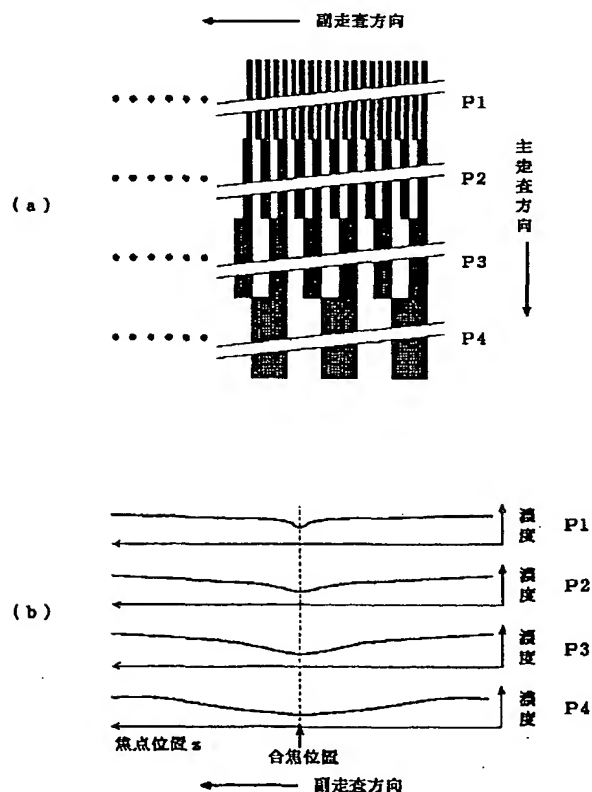 副走査方向
P1
P2
P3
P4
(a)
主走査方向
(b)
濃度 P1
濃度 P2
濃度 P3
濃度 P4
焦点位置z
合焦位置
副走査方向